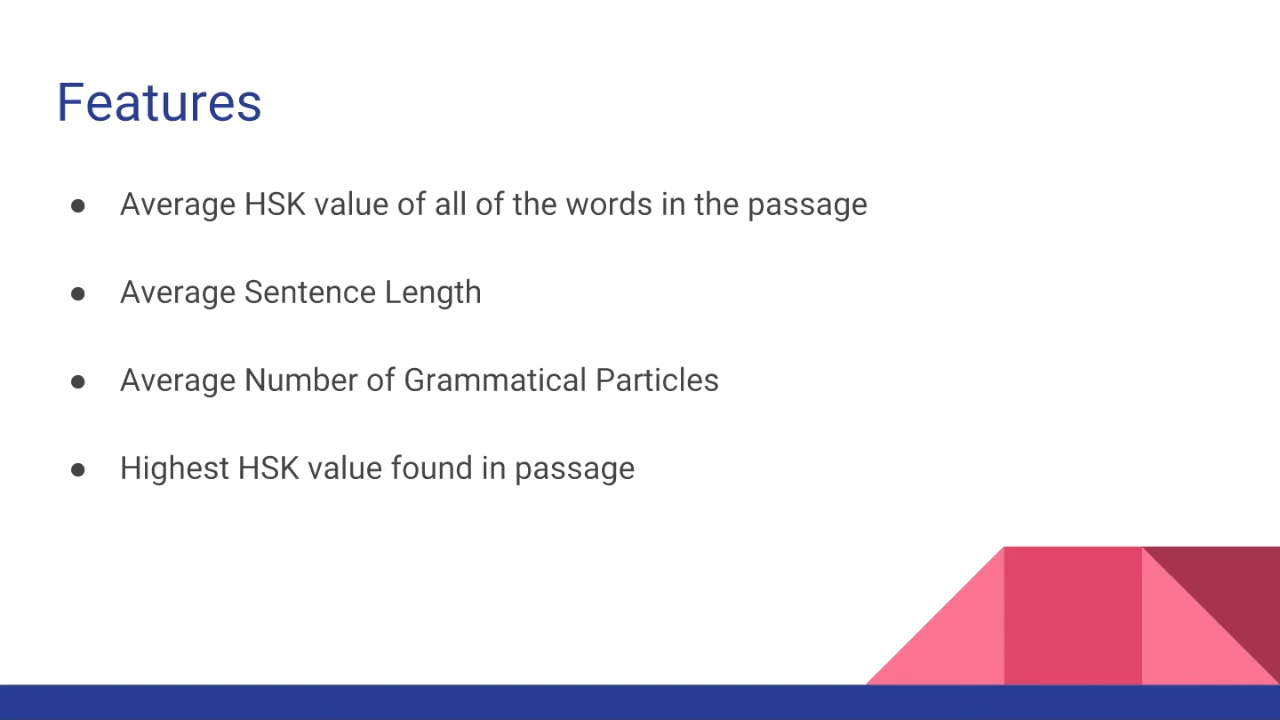 Features
● Average HSK value of all of the words in the passage
● Average Sentence Length
● Average Number of Grammatical Particles
● Highest HSK value found in passage